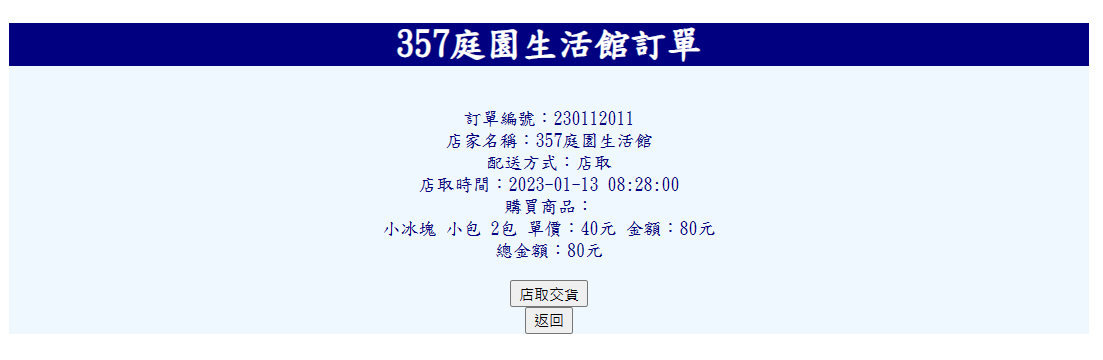 357庭園生活館訂單
訂單編號：230112011
店家名稱：357庭園生活館
配送方式：店取
店取時間：2023-01-13 08:28:00
購買商品：
小冰塊 小包 2包 單價：40元 金額：80元
總金額：80元
店取交貨
返回